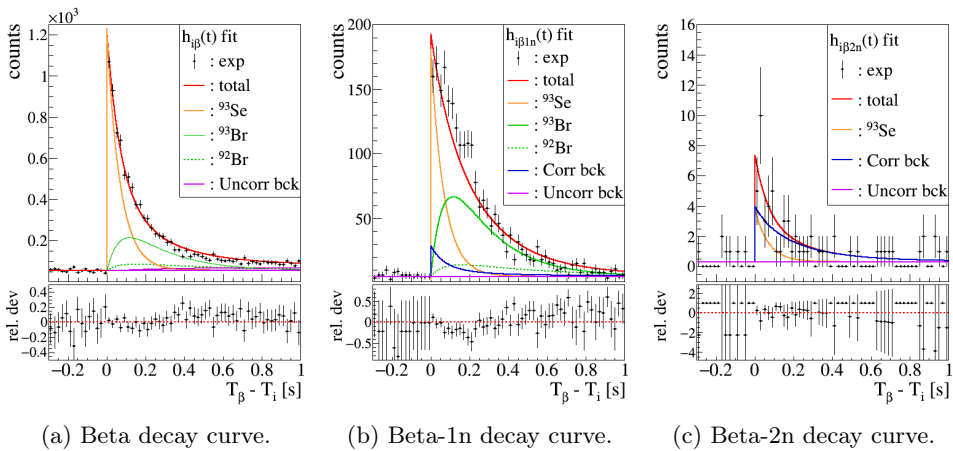 ×10³
counts
1.2
1
0.8
0.6
0.4
0.2
h_iβ(t) fit
: exp
: total
: ⁹³Se
: ⁹³Br
: ⁹²Br
: Uncorr bck
rel. dev
0.4
0.2
0
−0.2
−0.4
−0.2 0 0.2 0.4 0.6 0.8 1
T_β - T_i [s]
(a) Beta decay curve.
counts
200
150
100
50
h_iβ1n(t) fit
: exp
: total
: ⁹³Se
: ⁹³Br
: ⁹²Br
: Corr bck
: Uncorr bck
rel. dev
0.5
0
−0.5
−0.2 0 0.2 0.4 0.6 0.8 1
T_β - T_i [s]
(b) Beta-1n decay curve.
counts
16
14
12
10
8
6
4
2
0
h_iβ2n(t) fit
: exp
: total
: ⁹³Se
: Corr bck
: Uncorr bck
rel. dev
2
0
−2
−4
−0.2 0 0.2 0.4 0.6 0.8 1
T_β - T_i [s]
(c) Beta-2n decay curve.